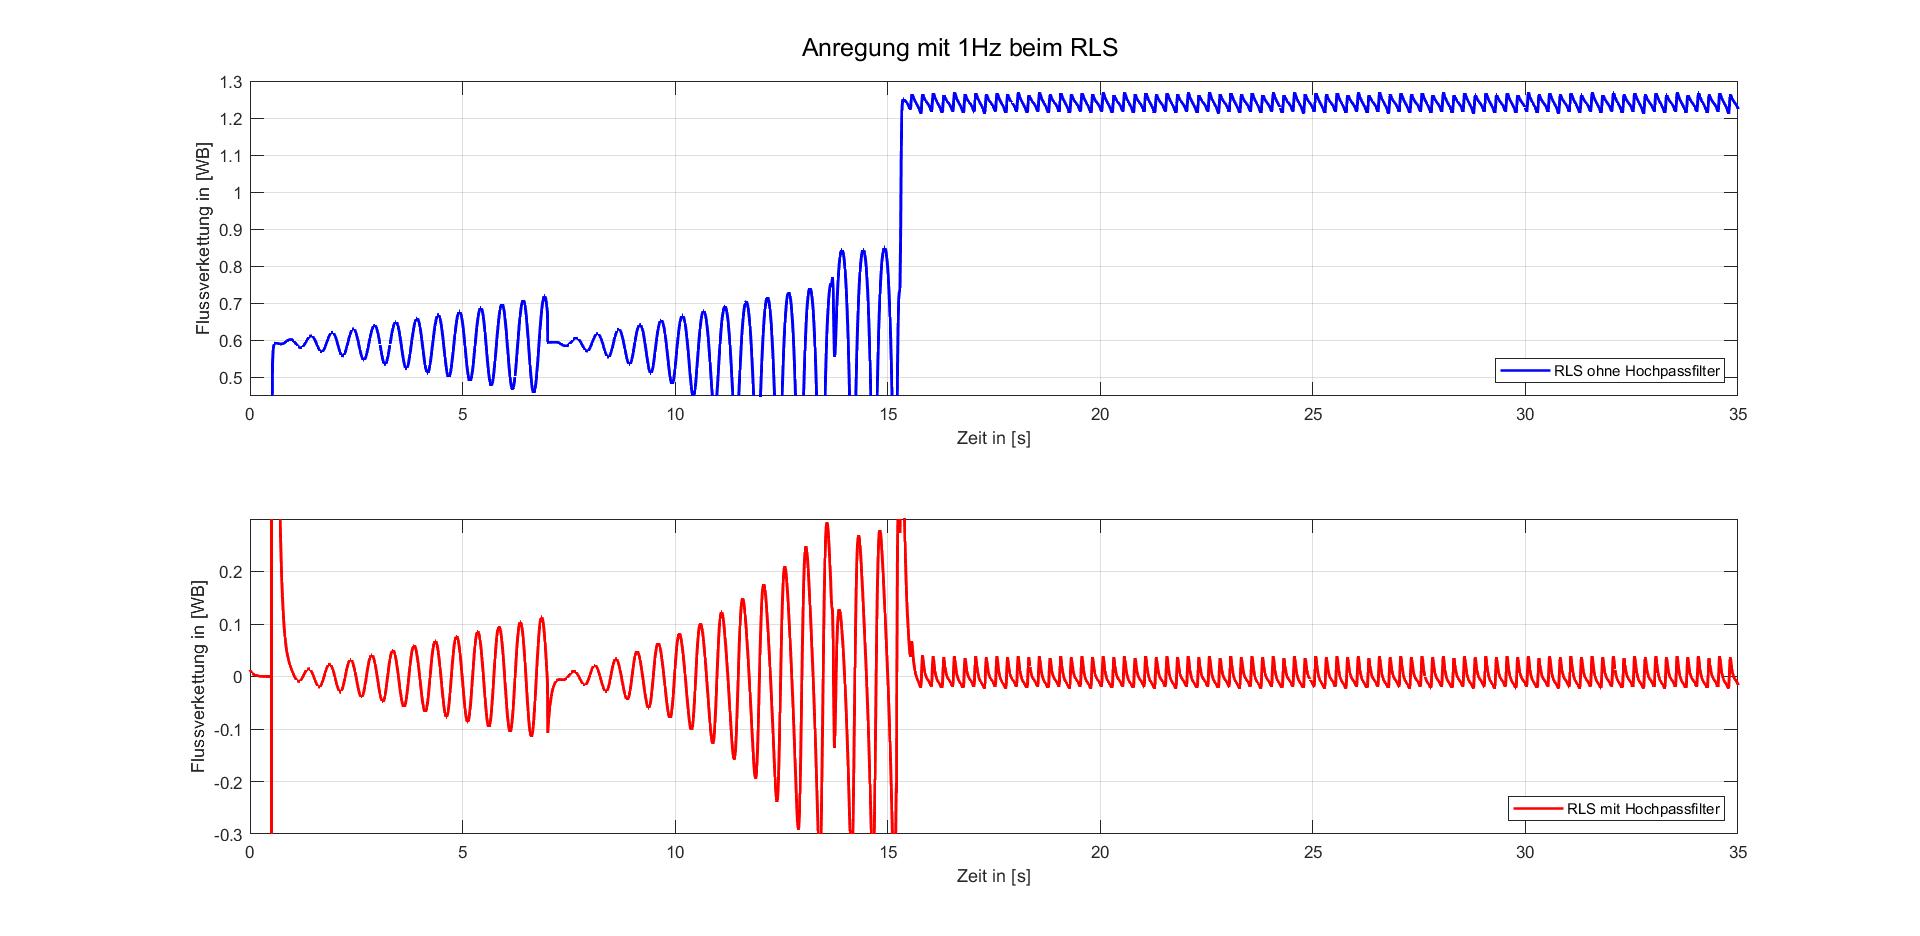 Anregung mit 1Hz beim RLS
1.3
1.2
1.1
1
0.9
0.8
0.7
0.6
0.5
Flussverkettung in [WB]
RLS ohne Hochpassfilter
0 5 10 15 20 25 30 35
Zeit in [s]
0.2
0.1
0
-0.1
-0.2
-0.3
Flussverkettung in [WB]
RLS mit Hochpassfilter
0 5 10 15 20 25 30 35
Zeit in [s]